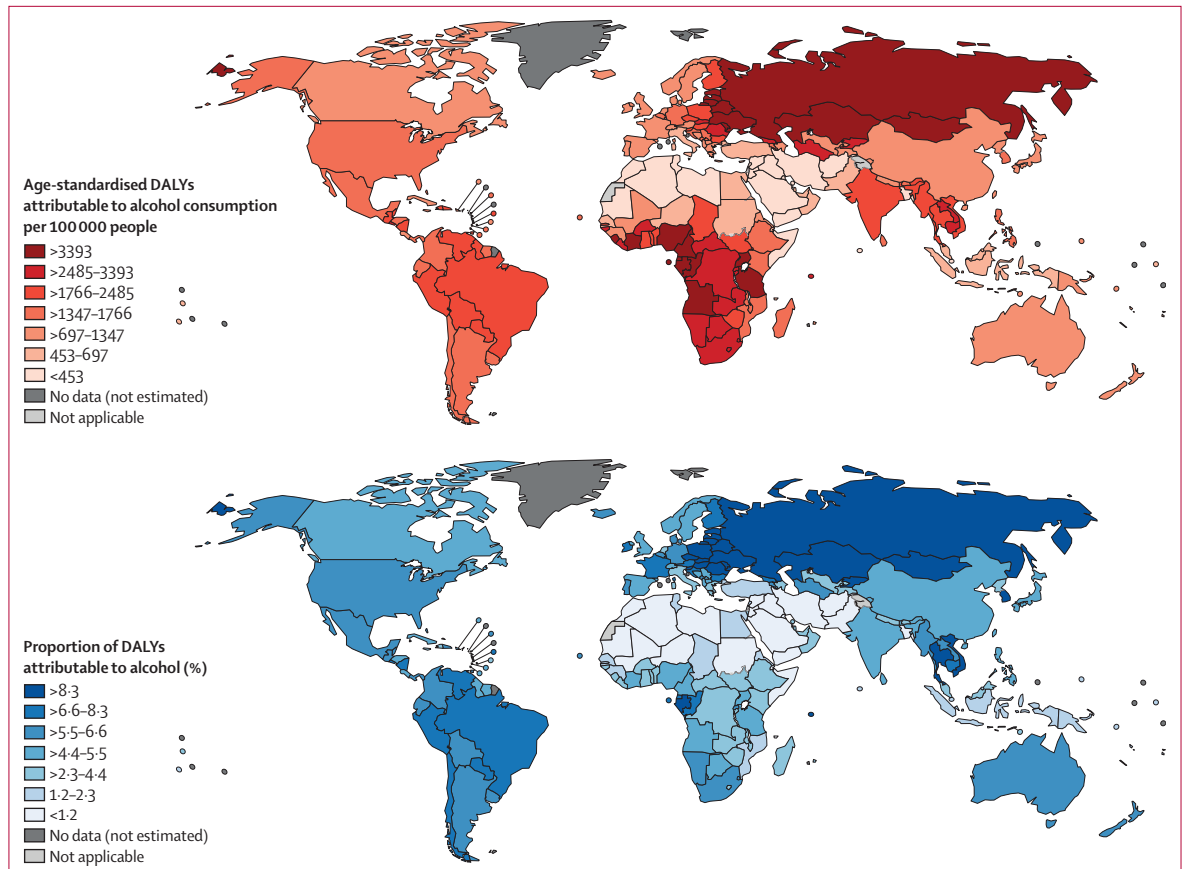 Age-standardised DALYs
attributable to alcohol consumption
per 100 000 people
>3393
>2485–3393
>1766–2485
>1347–1766
>697–1347
453–697
<453
No data (not estimated)
Not applicable
Proportion of DALYs
attributable to alcohol (%)
>8·3
>6·6–8·3
>5·5–6·6
>4·4–5·5
>2·3–4·4
1·2–2·3
<1·2
No data (not estimated)
Not applicable